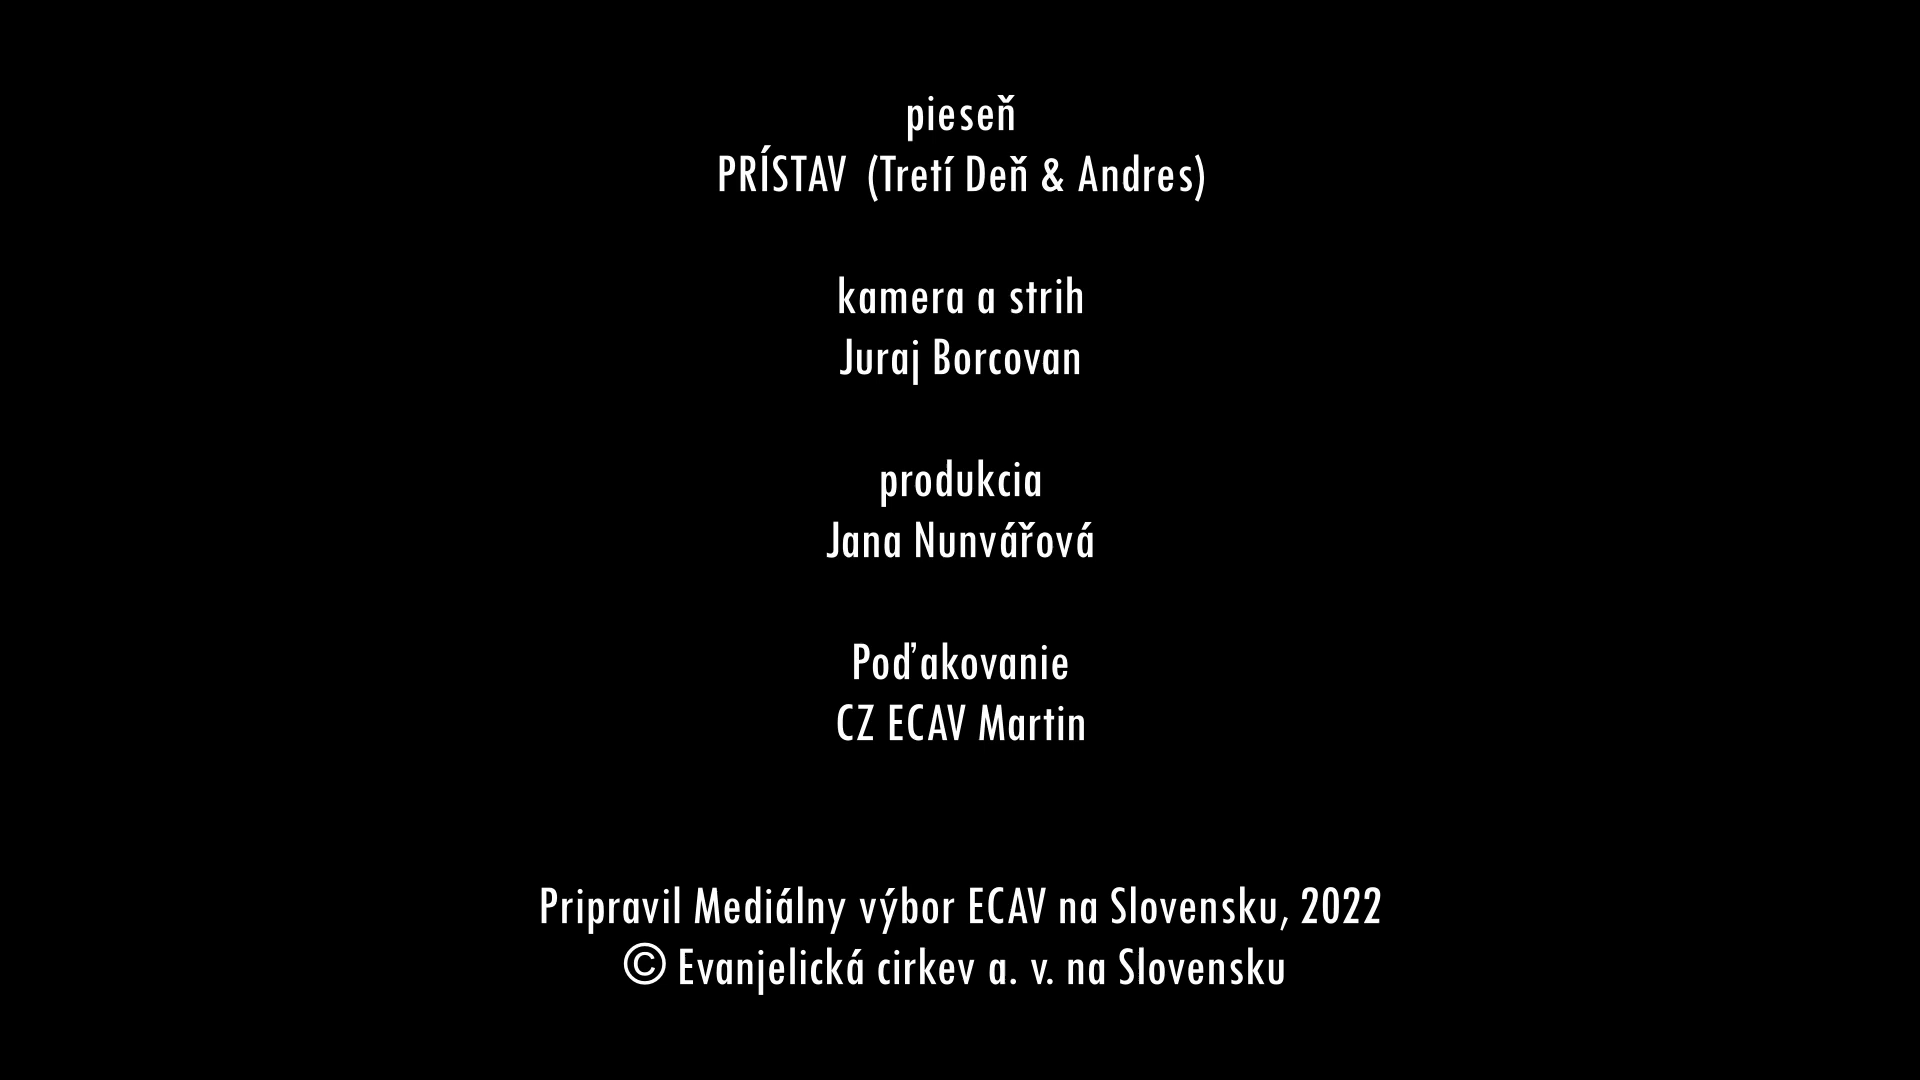 pieseň
PRÍSTAV (Tretí Deň & Andres)
kamera a strih
Juraj Borcovan
produkcia
Jana Nunvářová
Poďakovanie
CZ ECAV Martin
Pripravil Mediálny výbor ECAV na Slovensku, 2022
© Evanjelická cirkev a. v. na Slovensku